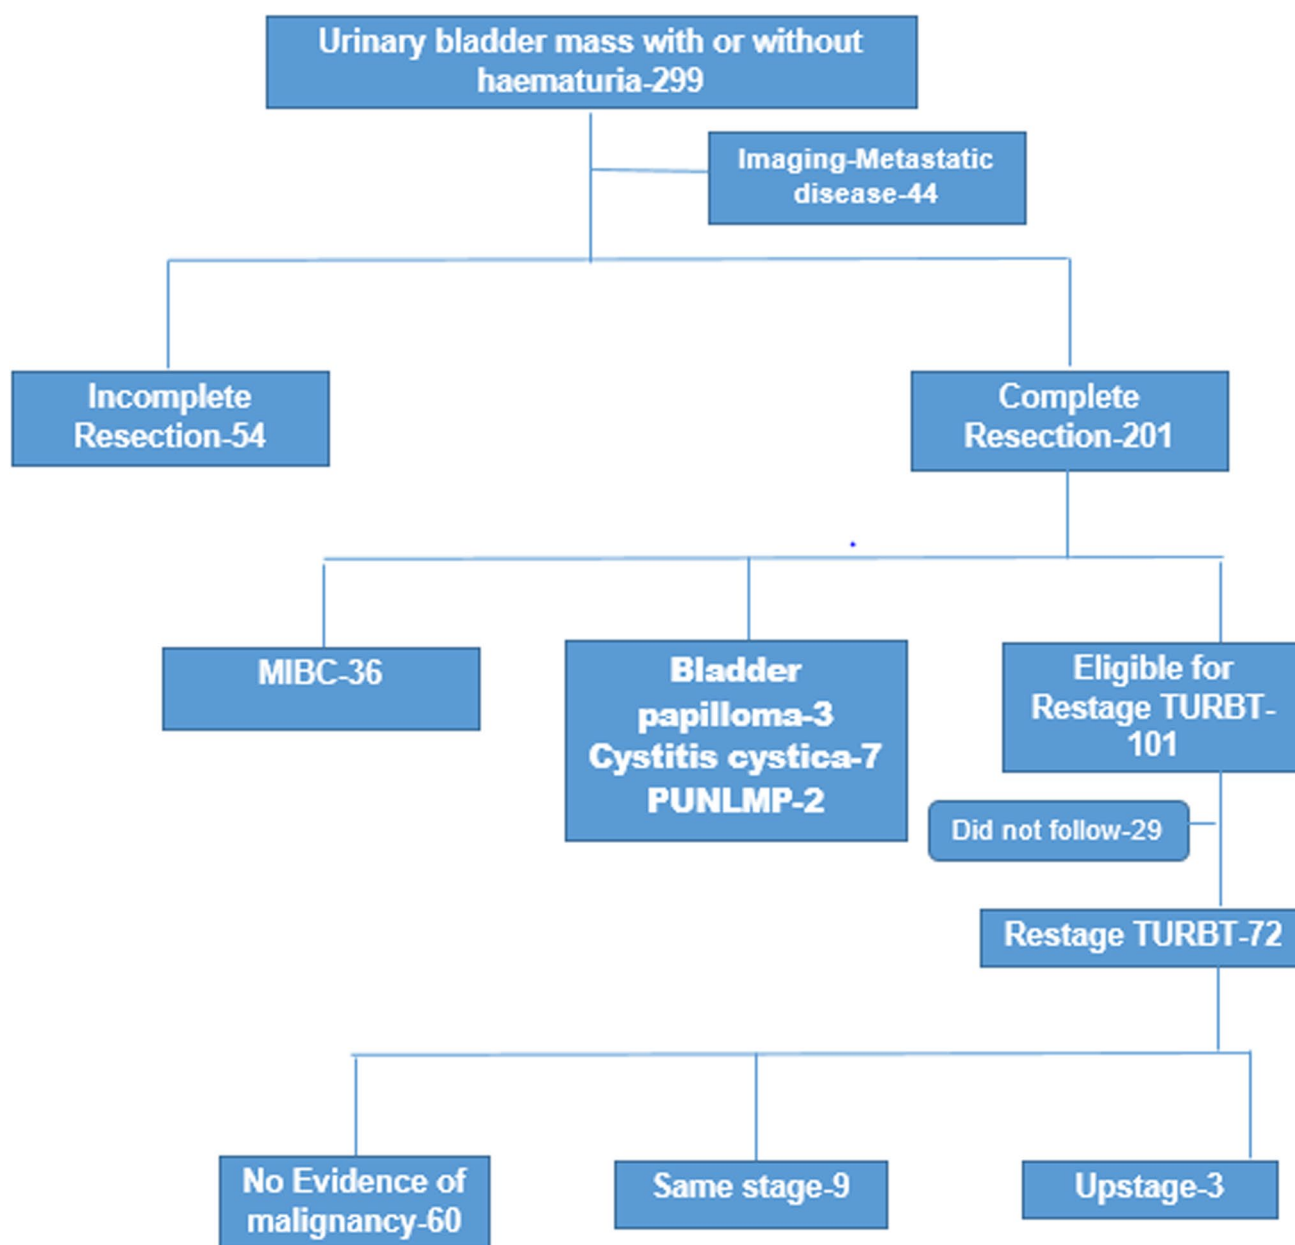 Urinary bladder mass with or without
haematuria-299
Imaging-Metastatic
disease-44
Incomplete
Resection-54
Complete
Resection-201
MIBC-36
Bladder
papilloma-3
Cystitis cystica-7
PUNLMP-2
Eligible for
Restage TURBT-
101
Did not follow-29
Restage TURBT-72
No Evidence of
malignancy-60
Same stage-9
Upstage-3